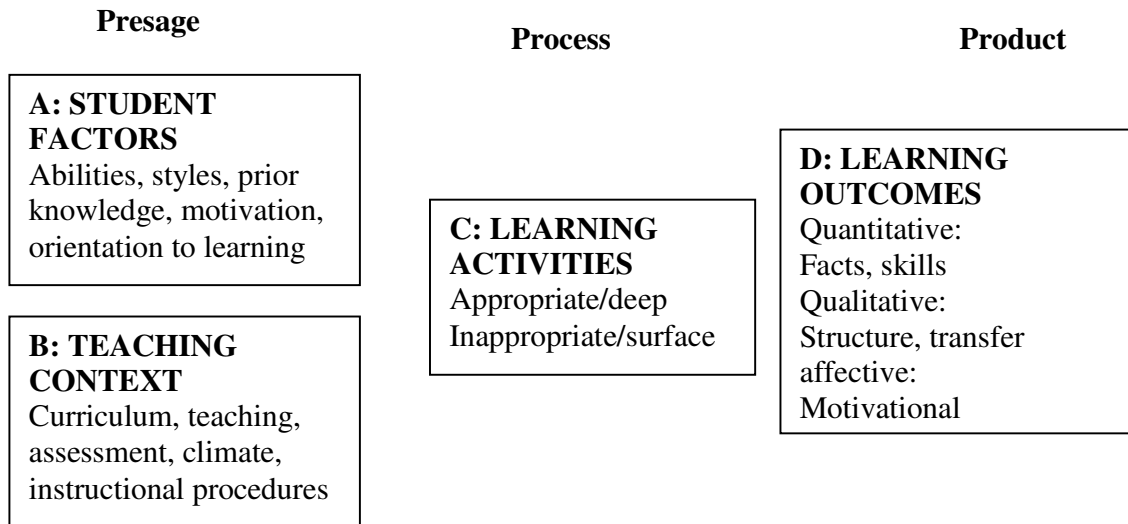 Presage
Process
Product
A: STUDENT
FACTORS
Abilities, styles, prior
knowledge, motivation,
orientation to learning
B: TEACHING
CONTEXT
Curriculum, teaching,
assessment, climate,
instructional procedures
C: LEARNING
ACTIVITIES
Appropriate/deep
Inappropriate/surface
D: LEARNING
OUTCOMES
Quantitative:
Facts, skills
Qualitative:
Structure, transfer
affective:
Motivational